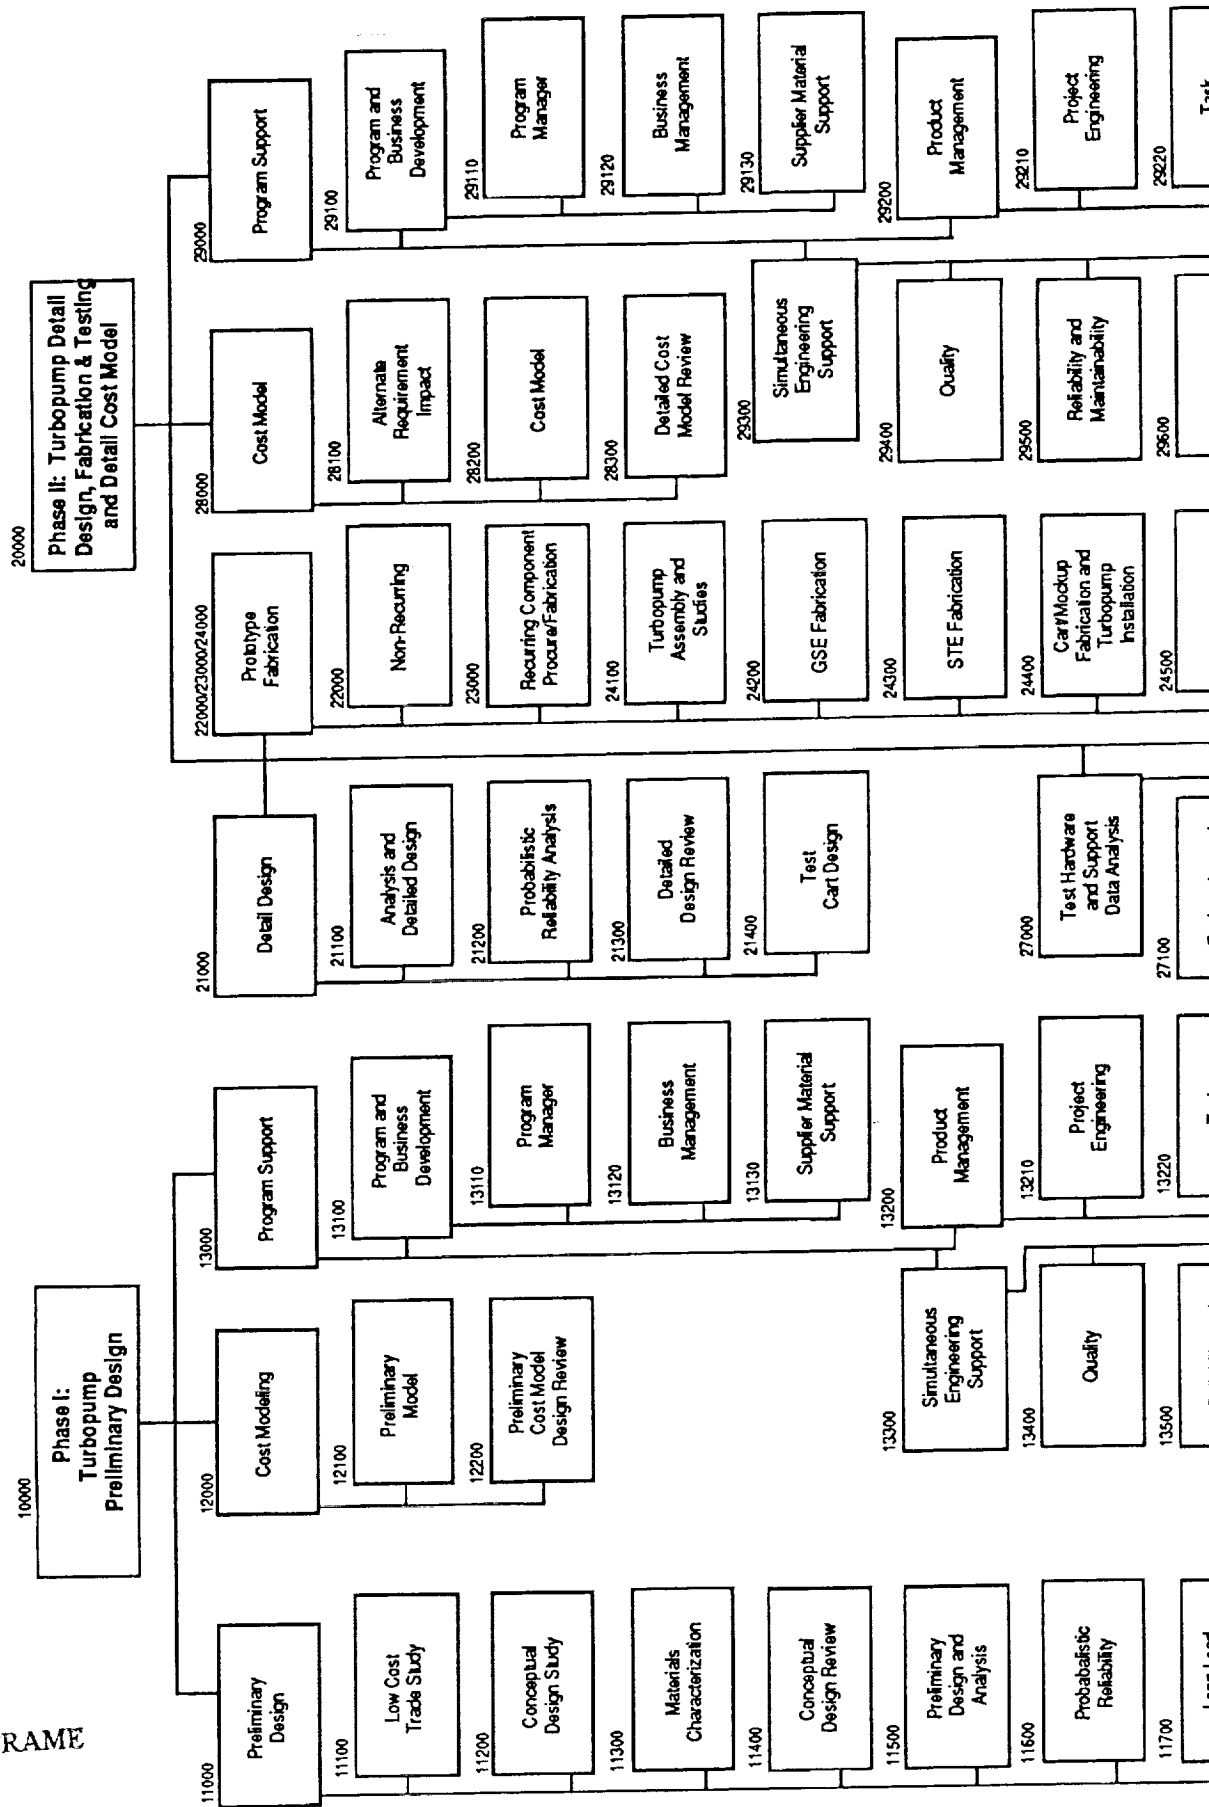 RAME
10000
Phase I:
Turbopump
Preliminary Design
11000
Preliminary
Design
11100
Low Cost
Trade Study
11200
Conceptual
Design Study
11300
Materials
Characterization
11400
Conceptual
Design Review
11500
Preliminary
Design and
Analysis
11600
Probabalistic
Reliability
11700
12000
Cost Modeling
12100
Preliminary
Model
12200
Preliminary
Cost Model
Design Review
13000
Program Support
13100
Program and
Business
Development
13110
Program
Manager
13120
Business
Management
13130
Supplier Material
Support
13200
Product
Management
13210
Project
Engineering
13220
13300
Simultaneous
Engineering
Support
13400
Quality
13500
20000
Phase II: Turbopump Detail
Design, Fabrication & Testing
and Detail Cost Model
21000
Detail Design
21100
Analysis and
Detailed Design
21200
Probabilistic
Reliability Analysis
21300
Detailed
Design Review
21400
Test
Cart Design
22000/23000/24000
Prototype
Fabrication
22000
Non-Recurring
23000
Recurring Component
Procure/Fabrication
24100
Turbopump
Assembly and
Studies
24200
GSE Fabrication
24300
STE Fabrication
24400
Cart/Mockup
Fabrication and
Turbopump
Installation
24500
27000
Test Hardware
and Support
Data Analysis
27100
28000
Cost Model
28100
Alternate
Requirement
Impact
28200
Cost Model
28300
Detailed Cost
Model Review
29000
Program Support
29100
Program and
Business
Development
29110
Program
Manager
29120
Business
Management
29130
Supplier Material
Support
29200
Product
Management
29210
Project
Engineering
29220
Task
29300
Simultaneous
Engineering
Support
29400
Quality
29500
Reliability and
Maintainability
29600